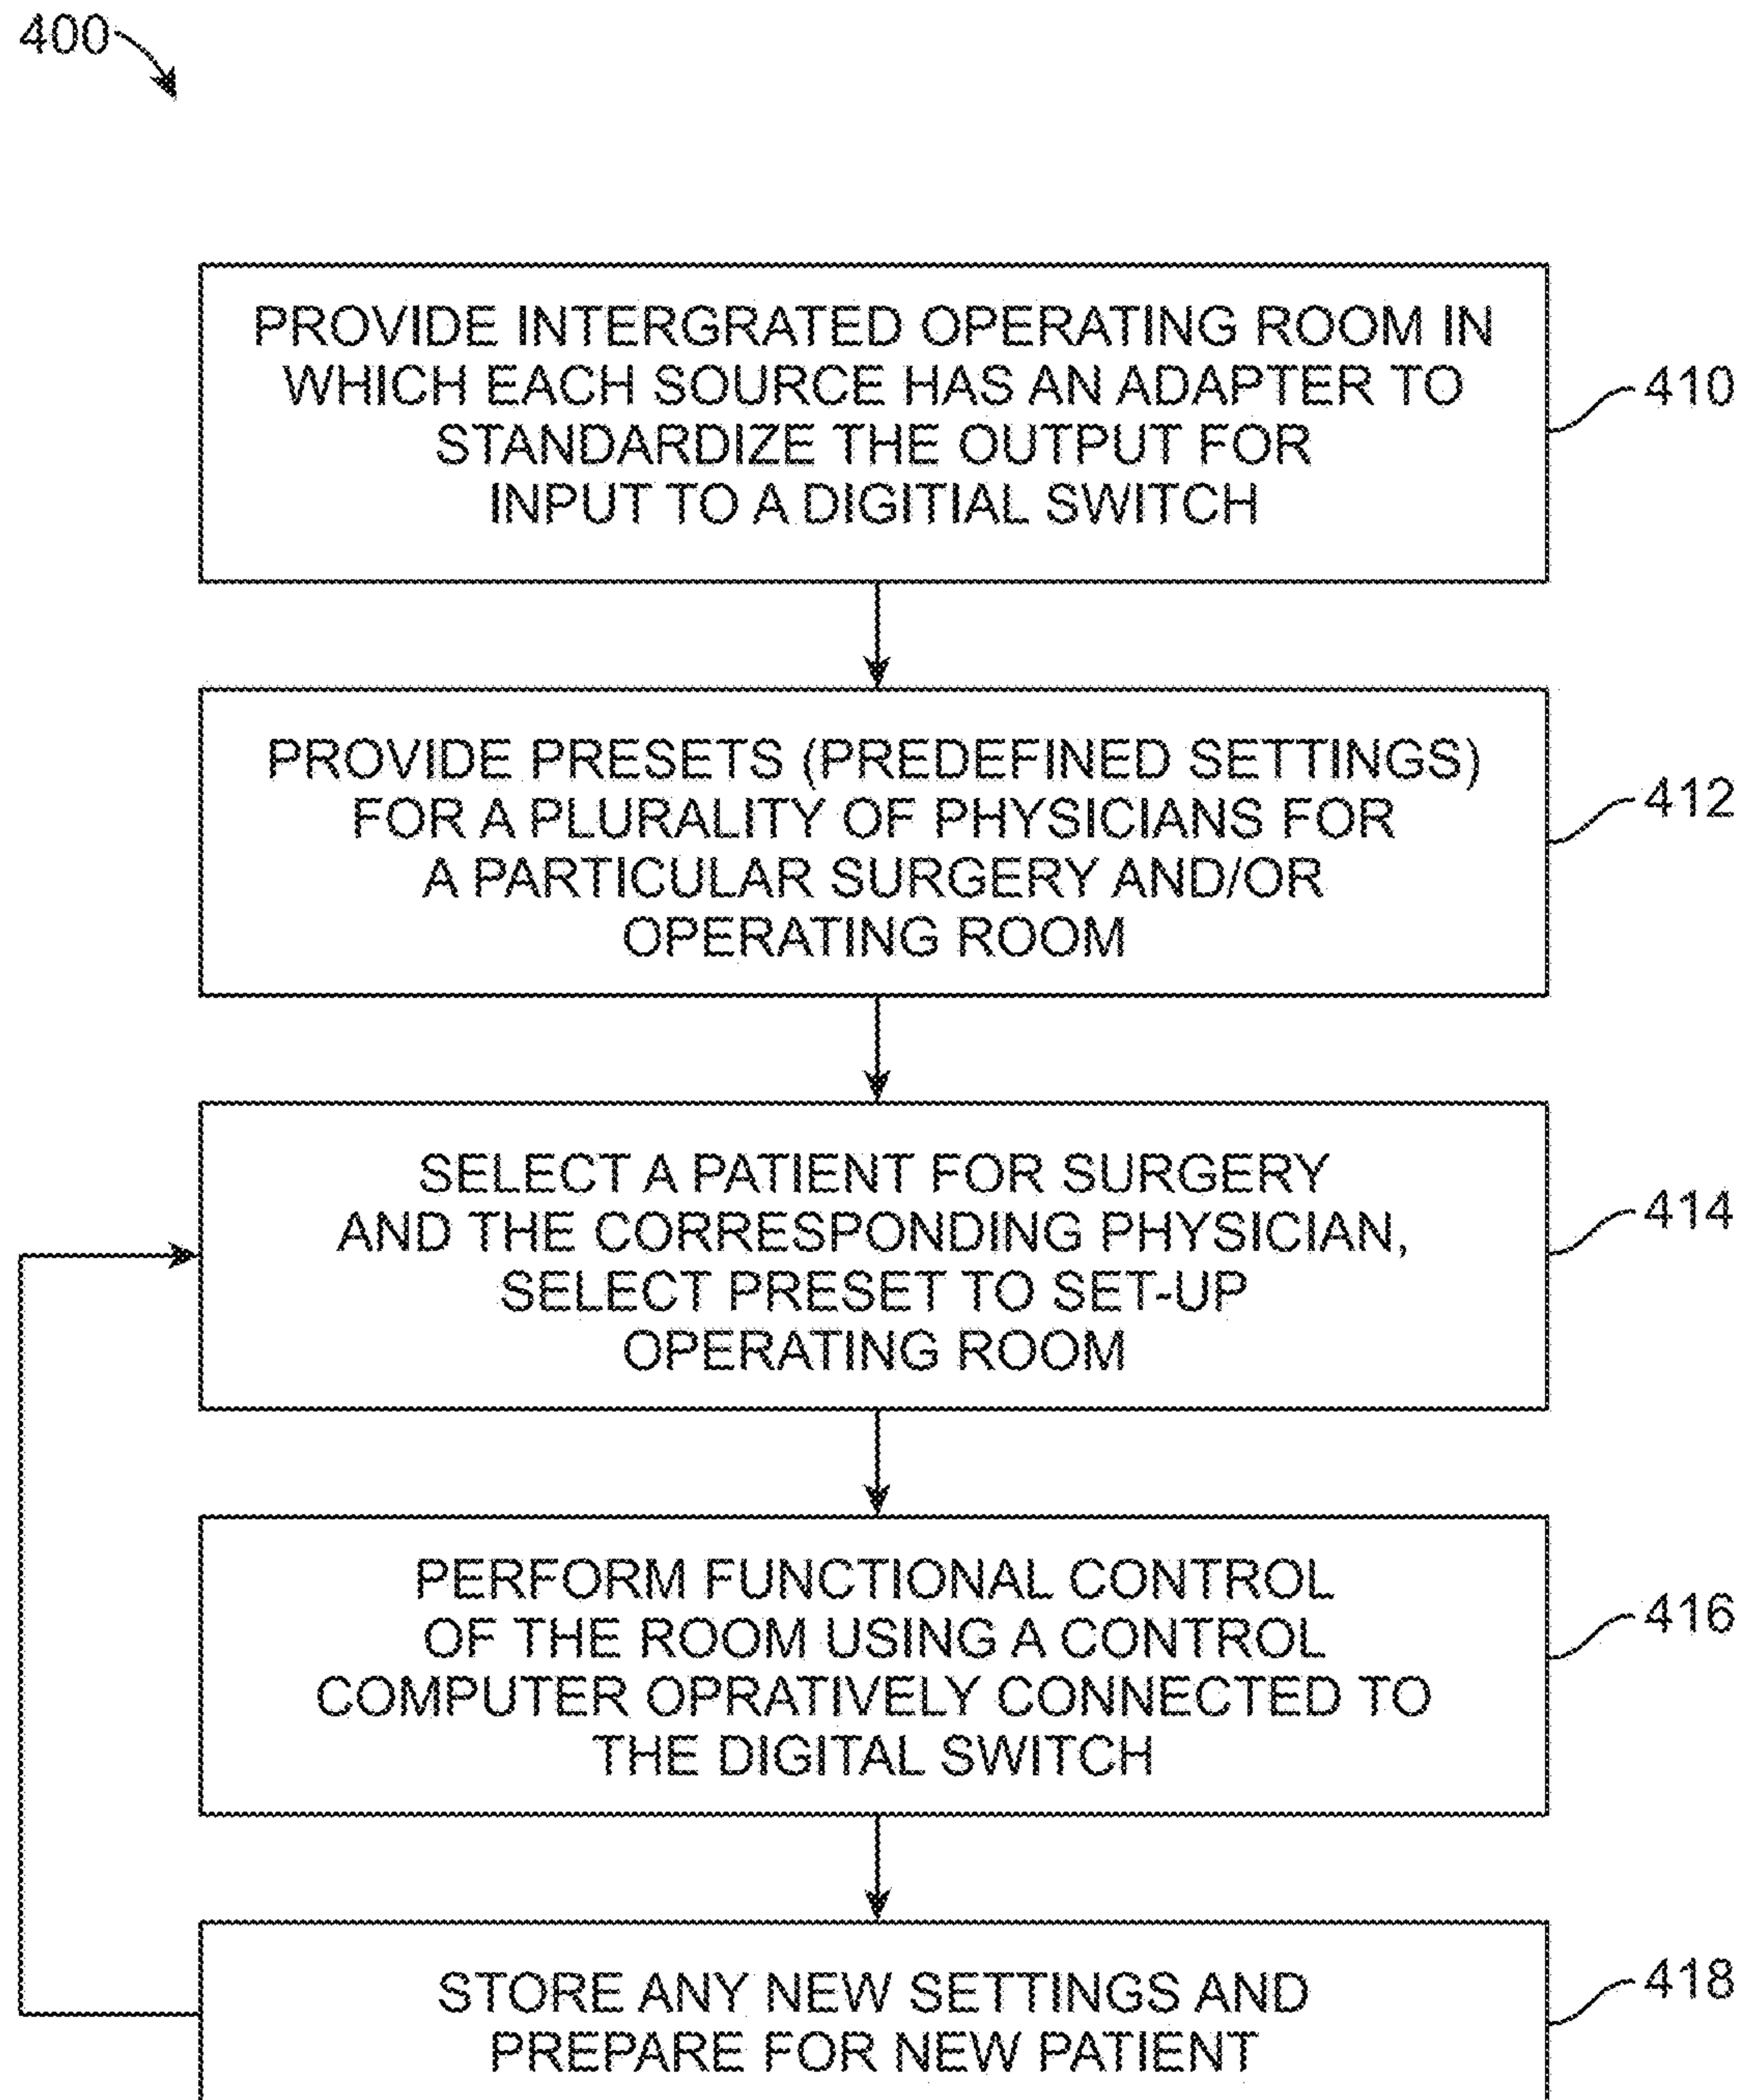 400
PROVIDE INTERGRATED OPERATING ROOM IN
WHICH EACH SOURCE HAS AN ADAPTER TO
STANDARDIZE THE OUTPUT FOR
INPUT TO A DIGITIAL SWITCH
410
PROVIDE PRESETS (PREDEFINED SETTINGS)
FOR A PLURALITY OF PHYSICIANS FOR
A PARTICULAR SURGERY AND/OR
OPERATING ROOM
412
SELECT A PATIENT FOR SURGERY
AND THE CORRESPONDING PHYSICIAN,
SELECT PRESET TO SET-UP
OPERATING ROOM
414
PERFORM FUNCTIONAL CONTROL
OF THE ROOM USING A CONTROL
COMPUTER OPRATIVELY CONNECTED TO
THE DIGITAL SWITCH
416
STORE ANY NEW SETTINGS AND
PREPARE FOR NEW PATIENT
418